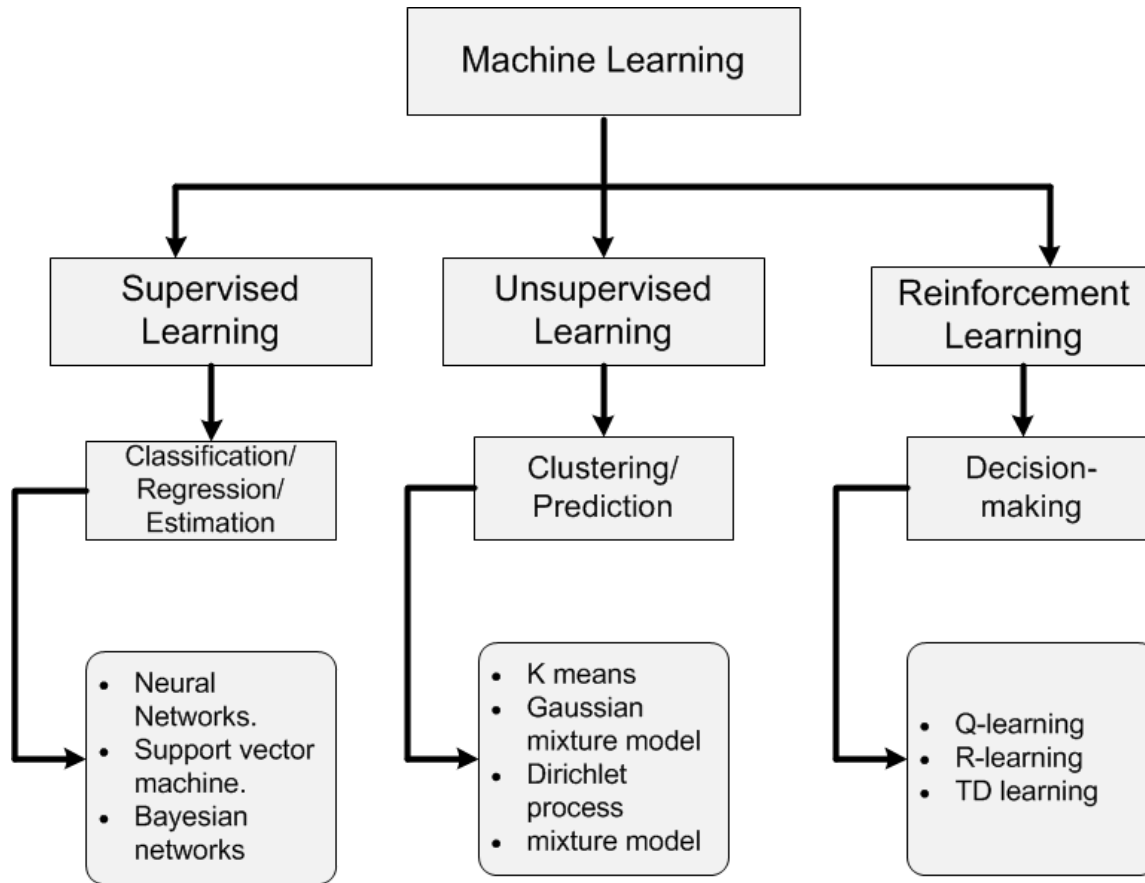 Machine Learning
Supervised
Learning
Unsupervised
Learning
Reinforcement
Learning
Classification/
Regression/
Estimation
Clustering/
Prediction
Decision-
making
• Neural
Networks.
• Support vector
machine.
• Bayesian
networks
• K means
• Gaussian
mixture model
• Dirichlet
process
• mixture model
• Q-learning
• R-learning
• TD learning